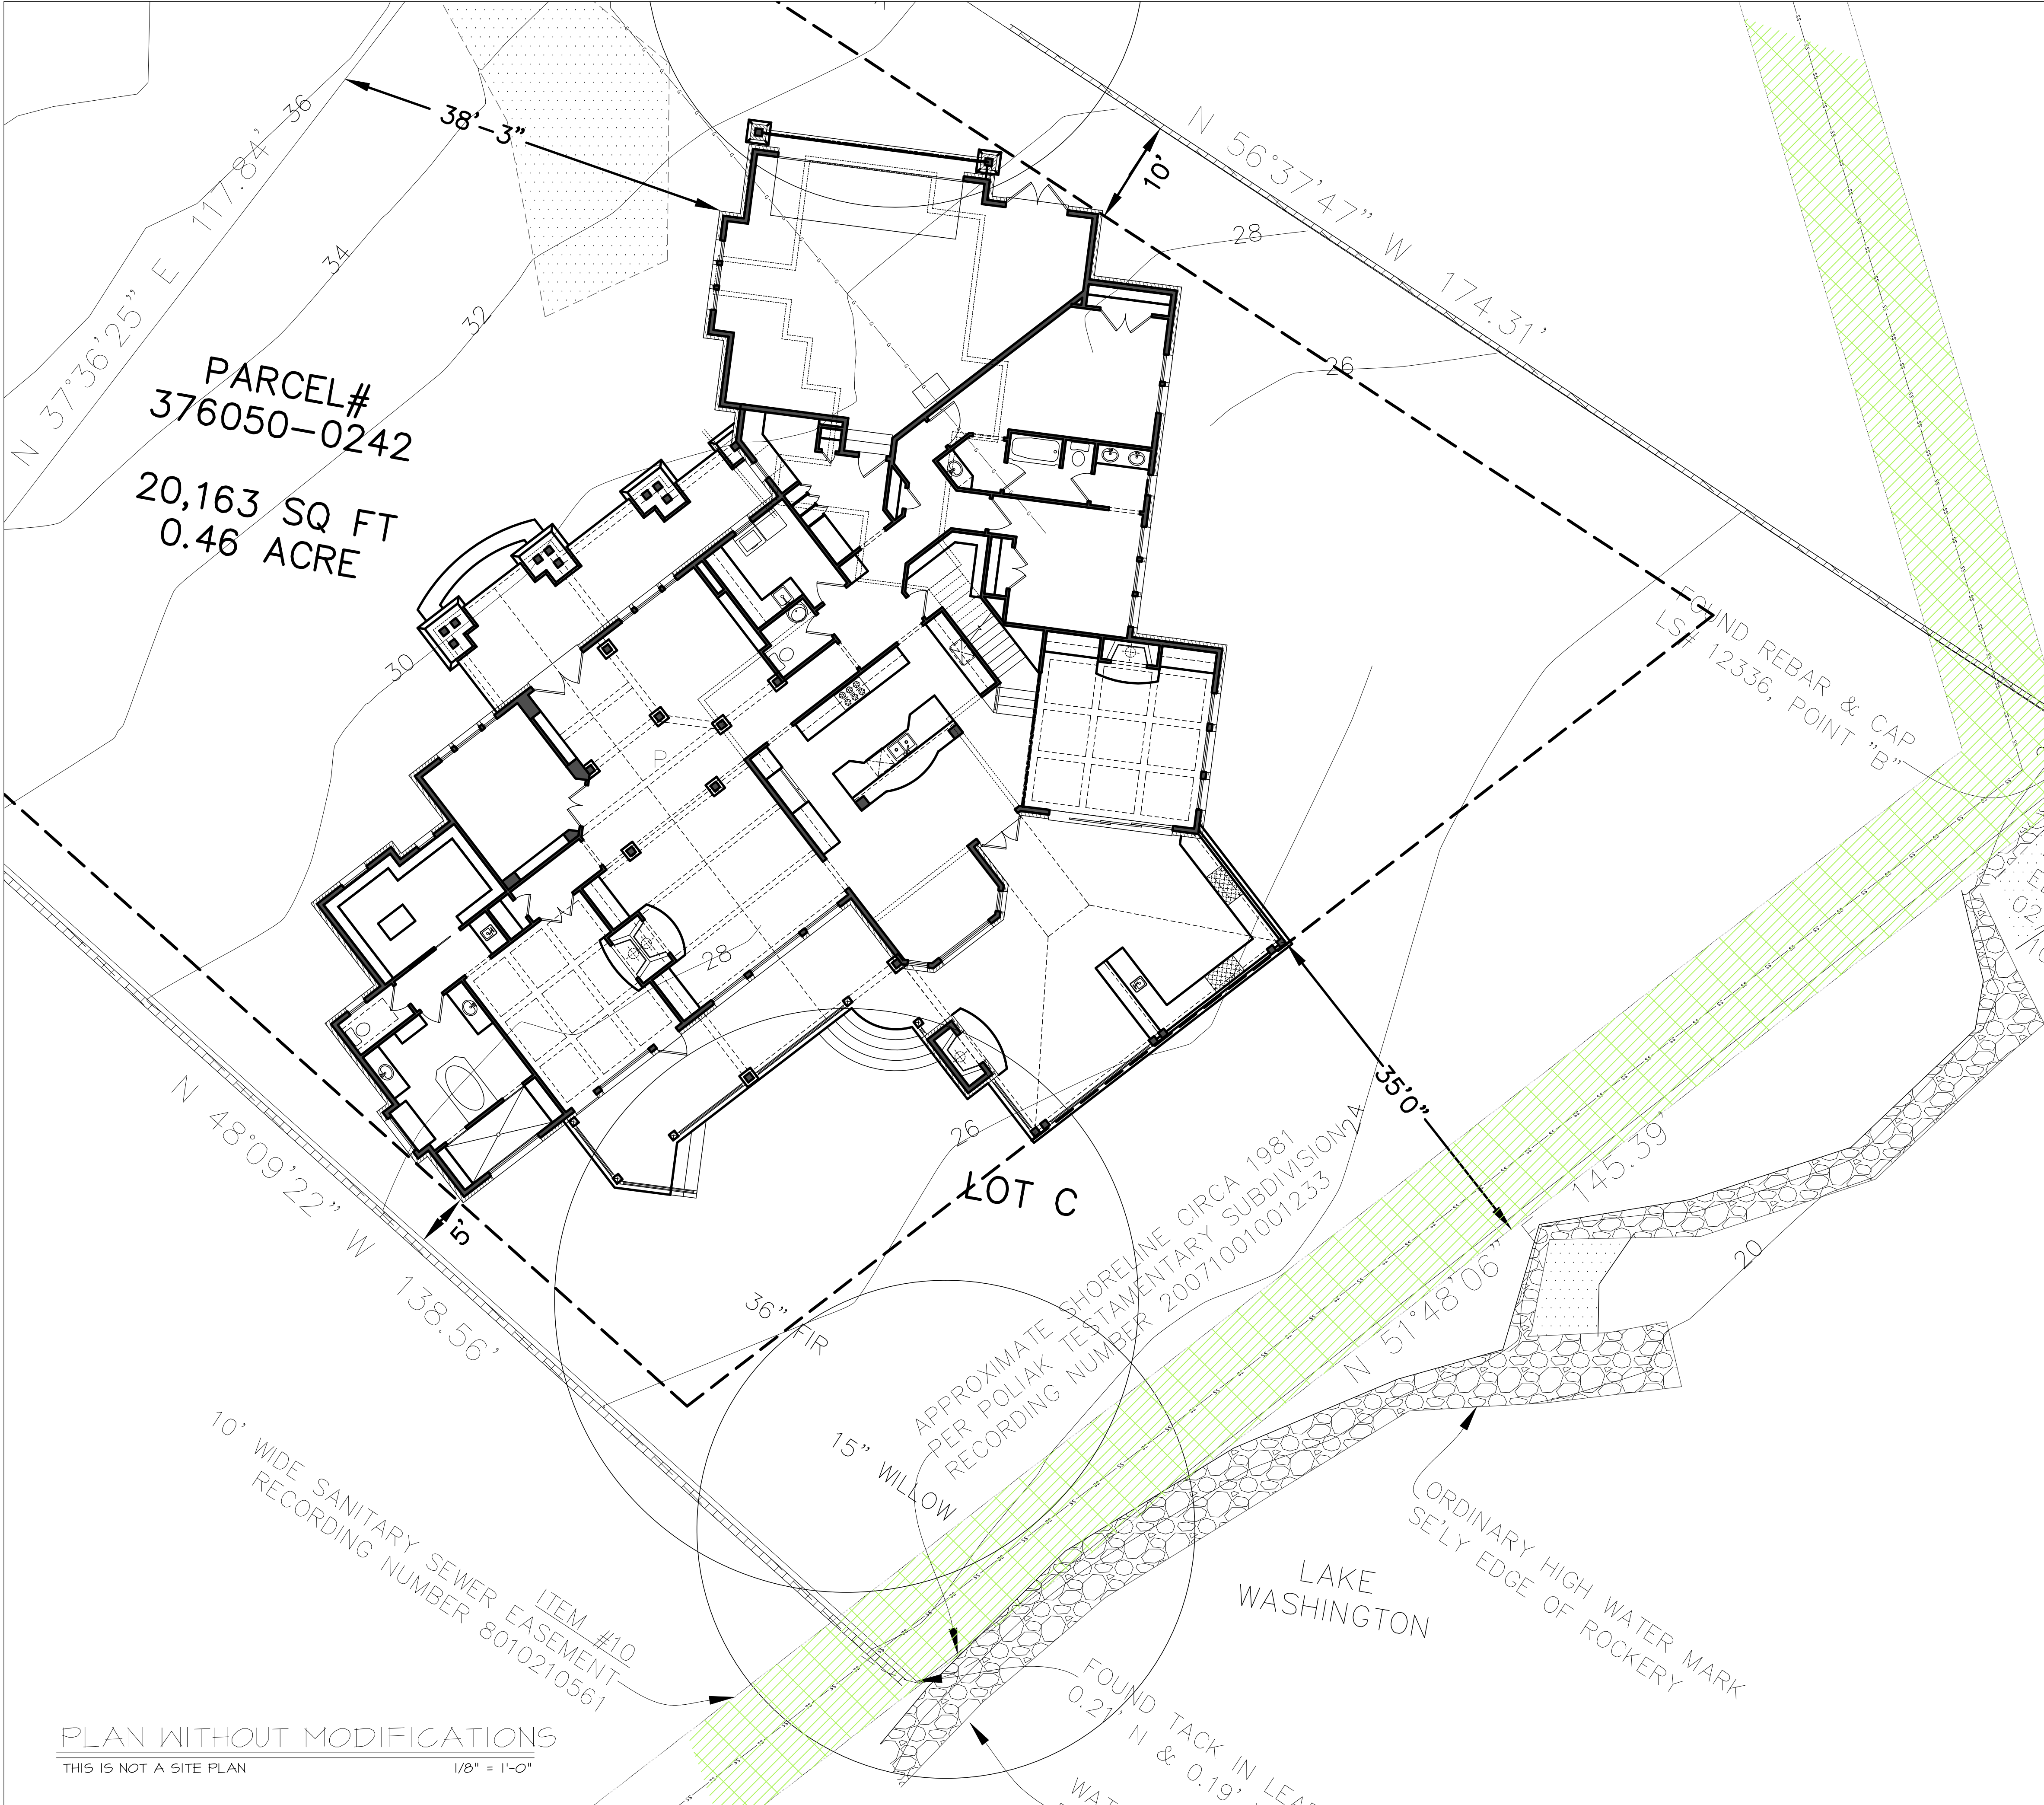 N 37°36'25" E 117.84'
36
34
32
30
38'-3"
10'
N 56°37'47" W 174.31'
28
26
PARCEL#
376050-0242
20,163 SQ FT
0.46 ACRE
FOUND REBAR & CAP
LS# 12336, POINT "B"
P
28
26
24
35'0"
5'
LOT C
N 48°09'22" W 138.56'
36" FIR
15" WILLOW
APPROXIMATE SHORELINE CIRCA 1981
PER POLIAK TESTAMENTARY SUBDIVISION
RECORDING NUMBER 20071001001233
N 51°48'06" 145.39'
20
ORDINARY HIGH WATER MARK
SE'LY EDGE OF ROCKERY
LAKE
WASHINGTON
ITEM #10
10' WIDE SANITARY SEWER EASEMENT
RECORDING NUMBER 8010210561
FOUND TACK IN LEA
0.21' N & 0.19'
WAT
PLAN WITHOUT MODIFICATIONS
THIS IS NOT A SITE PLAN 1/8" = 1'-0"